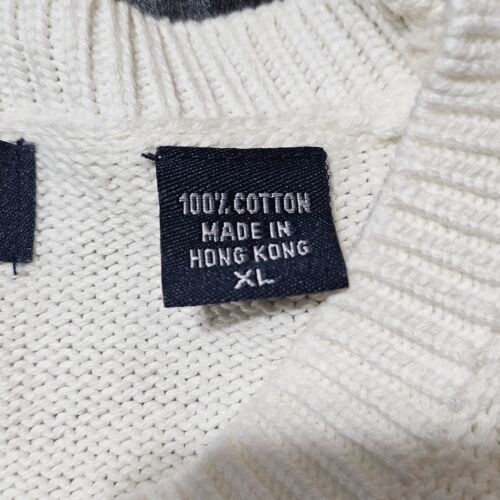 100% COTTON
MADE IN
HONG KONG
XL